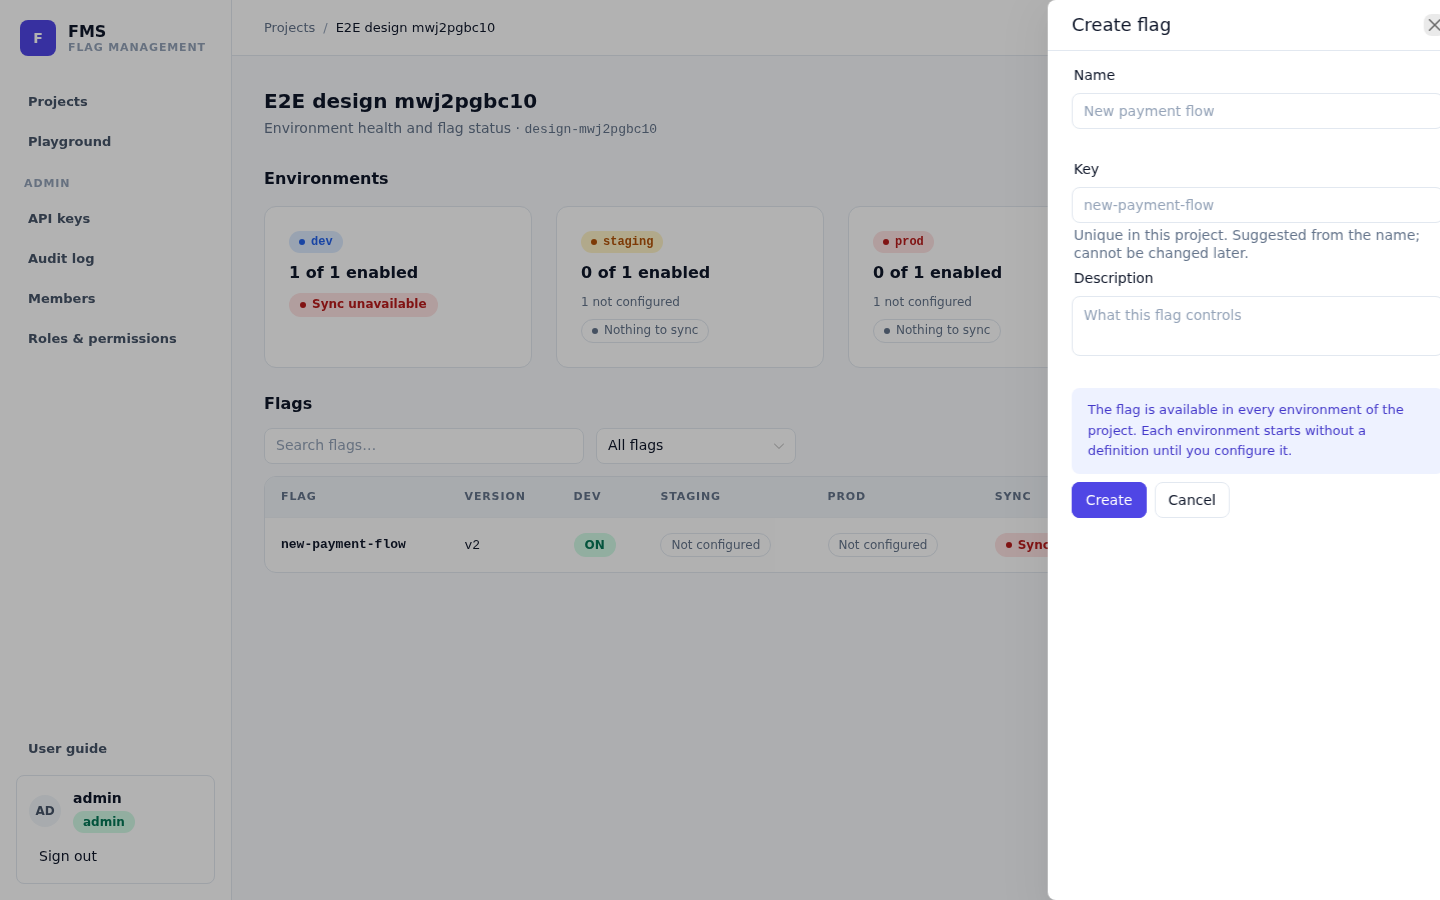 F
FMS
FLAG MANAGEMENT
Projects
Playground
ADMIN
API keys
Audit log
Members
Roles & permissions
User guide
AD
admin
admin
Sign out
Projects / E2E design mwj2pgbc10
E2E design mwj2pgbc10
Environment health and flag status · design-mwj2pgbc10
Environments
dev
1 of 1 enabled
Sync unavailable
staging
0 of 1 enabled
1 not configured
Nothing to sync
prod
0 of 1 enabled
1 not configured
Nothing to sync
Flags
Search flags...
All flags
FLAG VERSION DEV STAGING PROD SYNC
new-payment-flow v2 ON Not configured Not configured Sync
Create flag
Name
New payment flow
Key
new-payment-flow
Unique in this project. Suggested from the name;
cannot be changed later.
Description
What this flag controls
The flag is available in every environment of the
project. Each environment starts without a
definition until you configure it.
Create Cancel